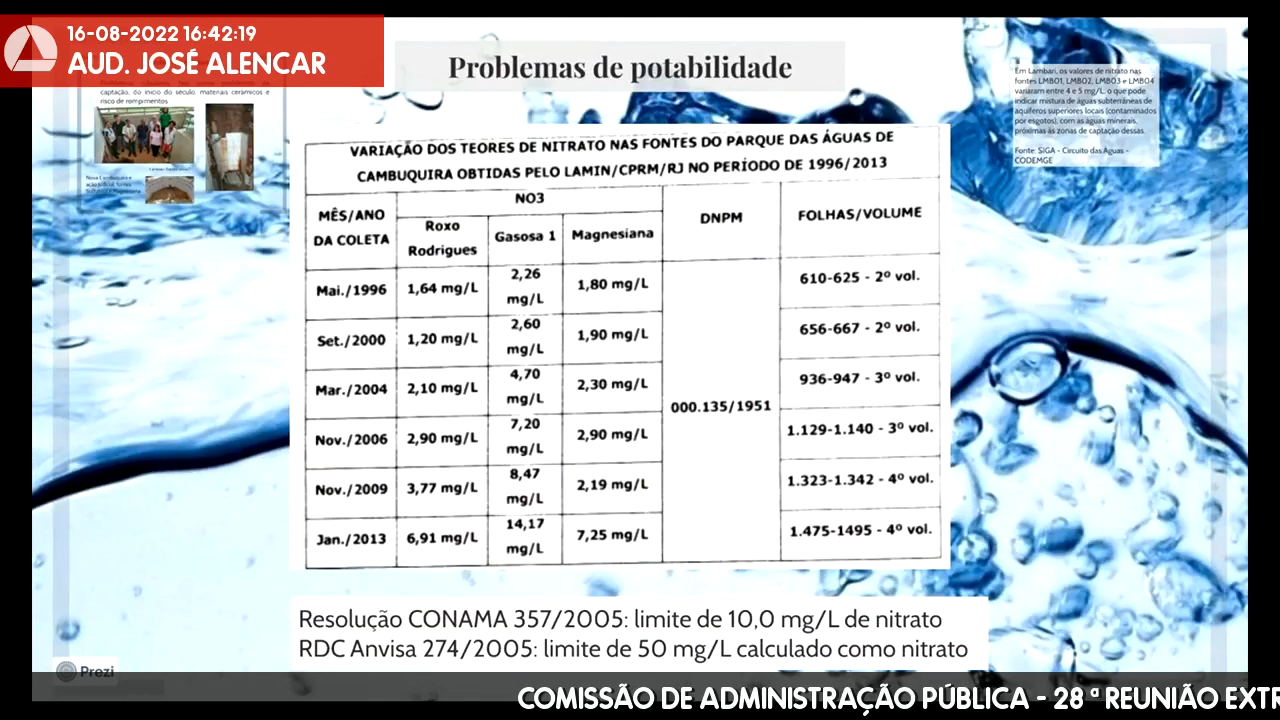 16-08-2022 16:42:19
AUD. JOSÉ ALENCAR
captação, do início do século, materiais cerâmicos e
risco de rompimentos
Problemas de potabilidade
Em Lambari, os valores de nitrato nas
fontes LMB01, LMB02, LMB03 e LMB04
variaram entre 4 e 5 mg/L, o que pode
indicar mistura de águas subterrâneas de
aquíferos superiores locais (contaminados
por esgotos), com as águas minerais,
próximas às zonas de captação dessas.
Fonte: SIGA - Circuito das Águas -
CODEMGE
VARIAÇÃO DOS TEORES DE NITRATO NAS FONTES DO PARQUE DAS ÁGUAS DE
CAMBUQUIRA OBTIDAS PELO LAMIN/CPRM/RJ NO PERÍODO DE 1996/2013
MÊS/ANO DA COLETA NO3 DNPM FOLHAS/VOLUME
Roxo Rodrigues Gasosa 1 Magnesiana
Mai./1996 1,64 mg/L 2,26 mg/L 1,80 mg/L 610-625 - 2º vol.
Set./2000 1,20 mg/L 2,60 mg/L 1,90 mg/L 656-667 - 2º vol.
Mar./2004 2,10 mg/L 4,70 mg/L 2,30 mg/L 936-947 - 3º vol.
000.135/1951
Nov./2006 2,90 mg/L 7,20 mg/L 2,90 mg/L 1.129-1.140 - 3º vol.
Nov./2009 3,77 mg/L 8,47 mg/L 2,19 mg/L 1.323-1.342 - 4º vol.
Jan./2013 6,91 mg/L 14,17 mg/L 7,25 mg/L 1.475-1495 - 4º vol.
Resolução CONAMA 357/2005: limite de 10,0 mg/L de nitrato
RDC Anvisa 274/2005: limite de 50 mg/L calculado como nitrato
Prezi
COMISSÃO DE ADMINISTRAÇÃO PÚBLICA - 28 ª REUNIÃO EXTR